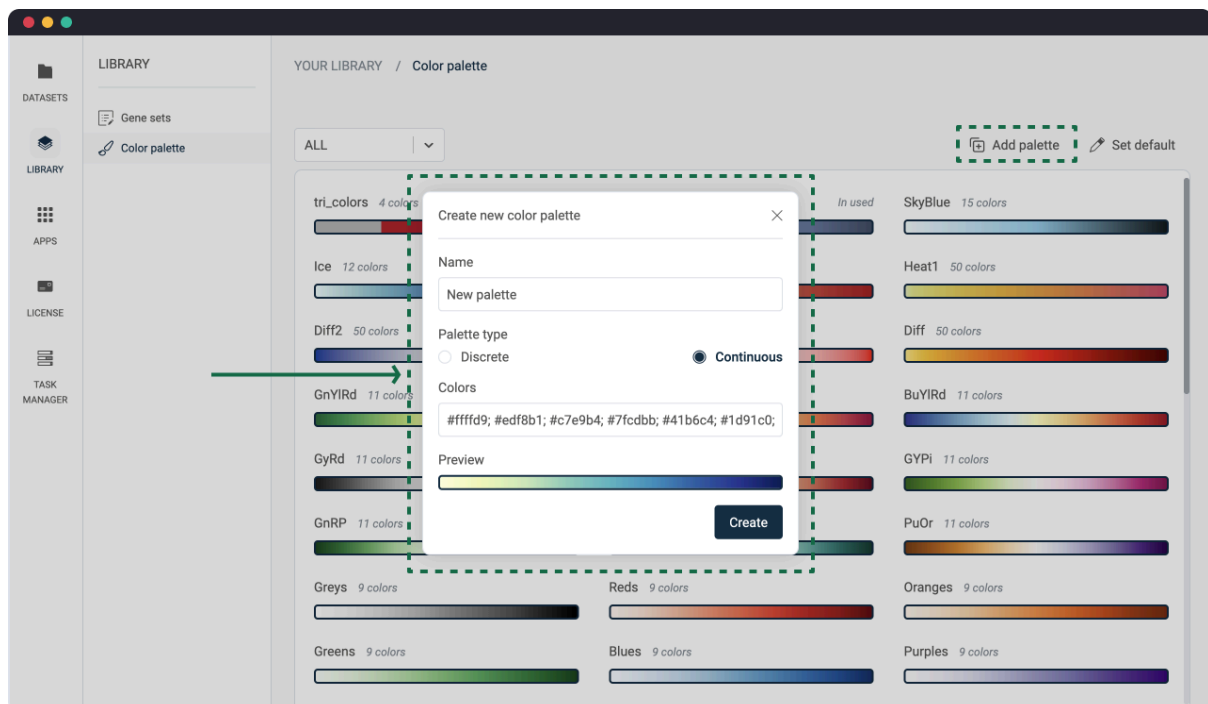 DATASETS
LIBRARY
APPS
LICENSE
TASK
MANAGER
LIBRARY
Gene sets
Color palette
YOUR LIBRARY / Color palette
ALL
Add palette
Set default
tri_colors 4 colors
In used
SkyBlue 15 colors
Ice 12 colors
Heat1 50 colors
Diff2 50 colors
Diff 50 colors
GnYlRd 11 colors
BuYlRd 11 colors
GyRd 11 colors
GYPi 11 colors
GnRP 11 colors
PuOr 11 colors
Greys 9 colors
Reds 9 colors
Oranges 9 colors
Greens 9 colors
Blues 9 colors
Purples 9 colors
Create new color palette
Name
New palette
Palette type
Discrete
Continuous
Colors
#ffffd9; #edf8b1; #c7e9b4; #7fcdbb; #41b6c4; #1d91c0;
Preview
Create